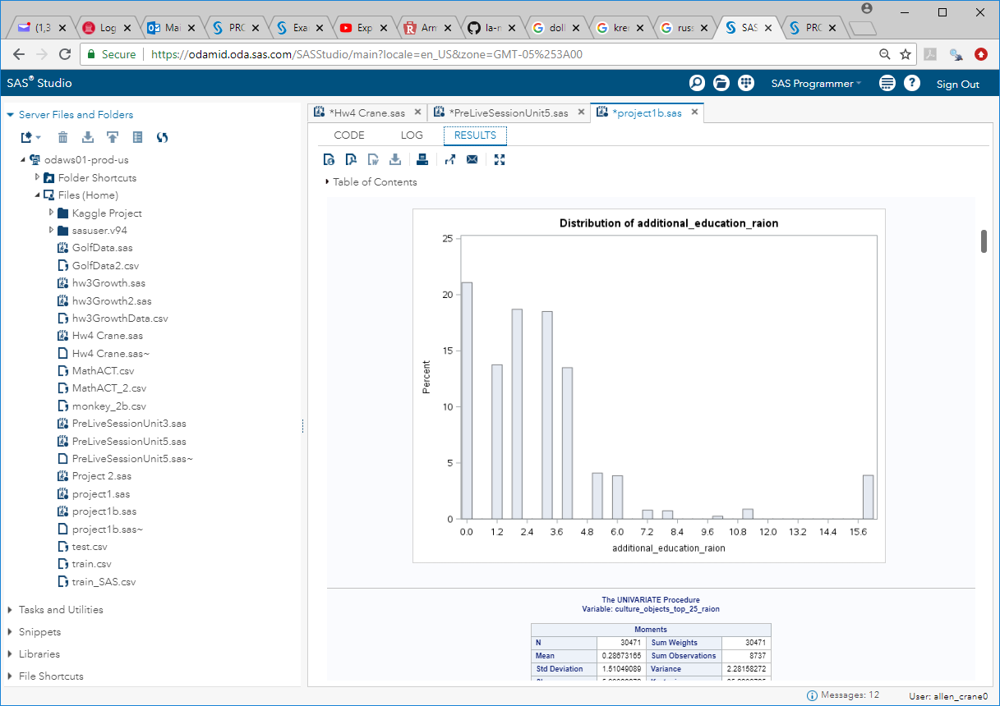 (1,3 Log Mai PRC Exa Exp Arn la-n doll krer russ SAS PRC
Secure https://odamid.oda.sas.com/SASStudio/main?locale=en_US&zone=GMT-05%253A00
SAS® Studio SAS Programmer Sign Out
Server Files and Folders
odaws01-prod-us
Folder Shortcuts
Files (Home)
Kaggle Project
sasuser.v94
GolfData.sas
GolfData2.csv
hw3Growth.sas
hw3Growth2.sas
hw3GrowthData.csv
Hw4 Crane.sas
Hw4 Crane.sas~
MathACT.csv
MathACT_2.csv
monkey_2b.csv
PreLiveSessionUnit3.sas
PreLiveSessionUnit5.sas
PreLiveSessionUnit5.sas~
Project 2.sas
project1.sas
project1b.sas
project1b.sas~
test.csv
train.csv
train_SAS.csv
Tasks and Utilities
Snippets
Libraries
File Shortcuts
*Hw4 Crane.sas *PreLiveSessionUnit5.sas *project1b.sas
CODE LOG RESULTS
Table of Contents
Distribution of additional_education_raion
25
20
15
10
5
0
Percent
0.0 1.2 2.4 3.6 4.8 6.0 7.2 8.4 9.6 10.8 12.0 13.2 14.4 15.6
additional_education_raion
The UNIVARIATE Procedure
Variable: culture_objects_top_25_raion
Moments
N 30471 Sum Weights 30471
Mean 0.28673165 Sum Observations 8737
Std Deviation 1.51049089 Variance 2.28158272
Messages: 12 User: allen_crane0